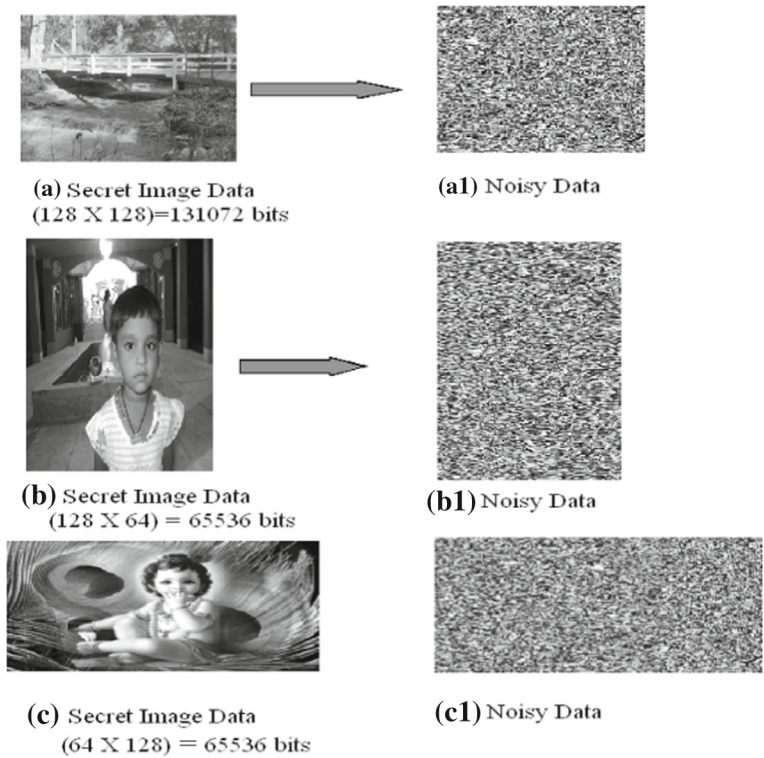 (a) Secret Image Data
(128 X 128)=131072 bits
(a1) Noisy Data
(b) Secret Image Data
(128 X 64) = 65536 bits
(b1) Noisy Data
(c) Secret Image Data
(64 X 128) = 65536 bits
(c1) Noisy Data